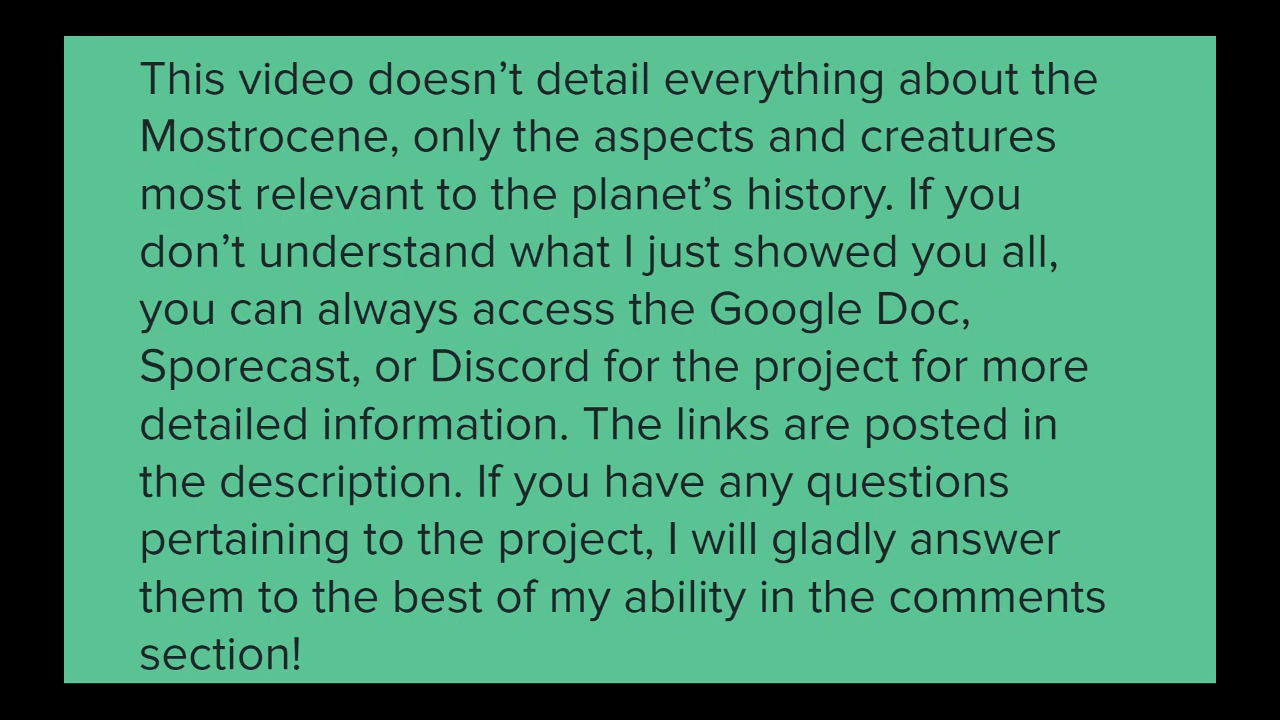 This video doesn’t detail everything about the
Mostrocene, only the aspects and creatures
most relevant to the planet’s history. If you
don’t understand what I just showed you all,
you can always access the Google Doc,
Sporecast, or Discord for the project for more
detailed information. The links are posted in
the description. If you have any questions
pertaining to the project, I will gladly answer
them to the best of my ability in the comments
section!